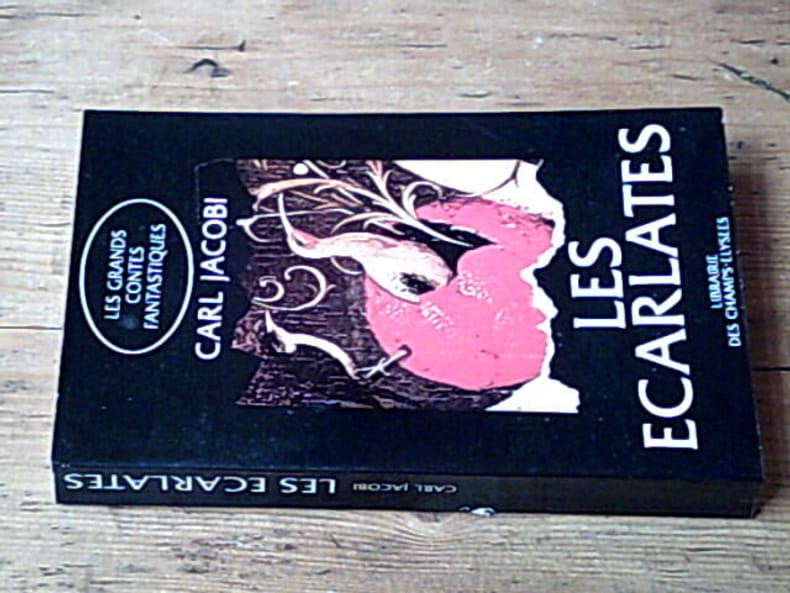 LES GRANDS
CONTES
FANTASTIQUES
CARL JACOBI
LES
ECARLATES
LIBRAIRIE
DES CHAMPS-ELYSEES
CARL JACOBI LES ECARLATES